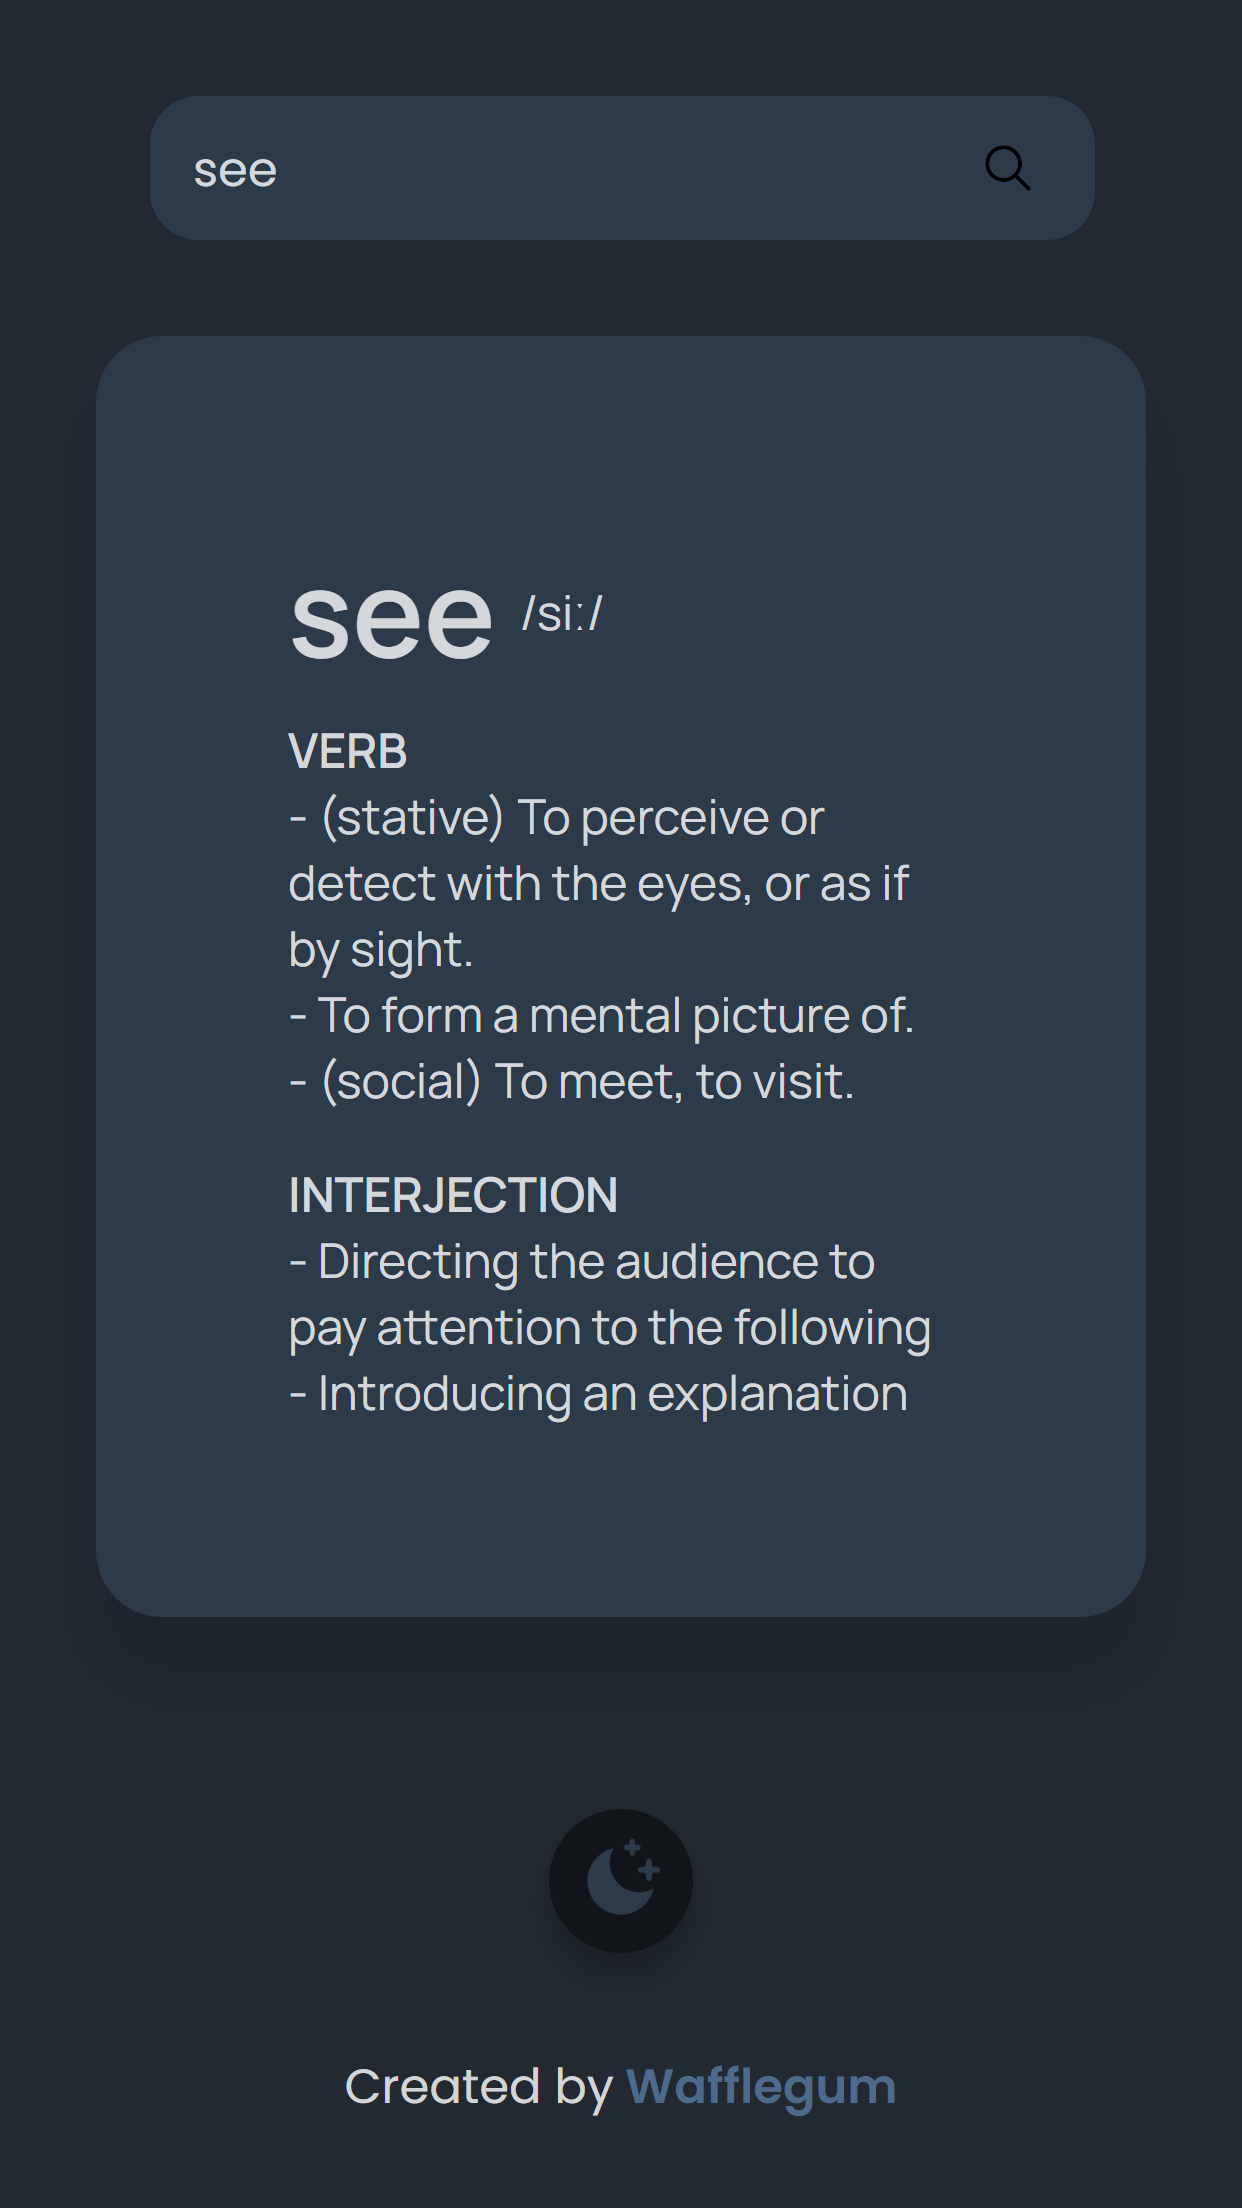 see
see /siː/
VERB
- (stative) To perceive or
detect with the eyes, or as if
by sight.
- To form a mental picture of.
- (social) To meet, to visit.
INTERJECTION
- Directing the audience to
pay attention to the following
- Introducing an explanation
Created by Wafflegum